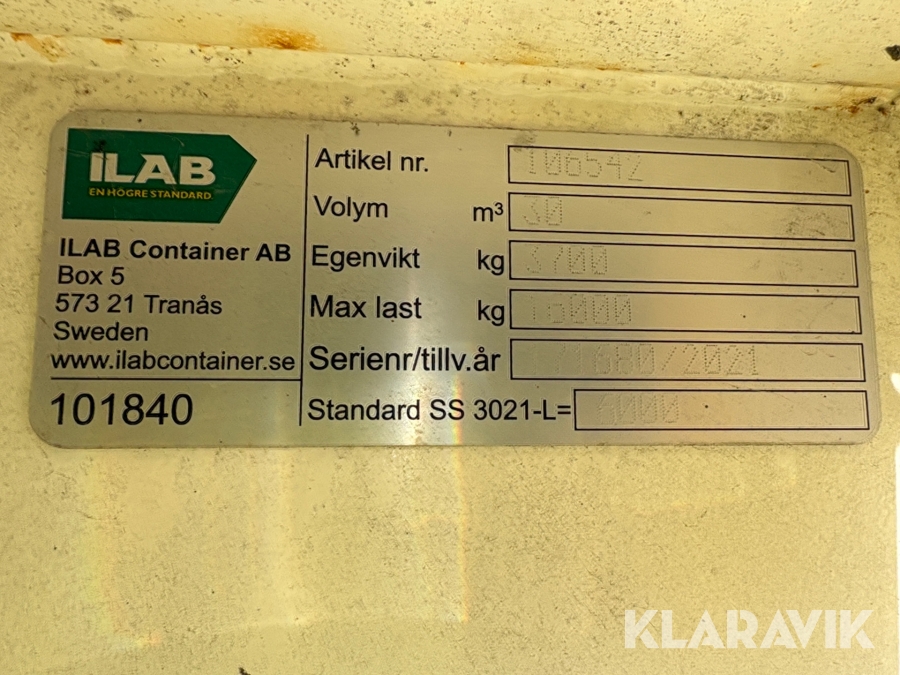 ILAB
EN HÖGRE STANDARD
ILAB Container AB
Box 5
573 21 Tranås
Sweden
www.ilabcontainer.se
101840
Artikel nr. 106542
Volym m³ 30
Egenvikt kg 3700
Max last kg 16000
Serienr/tillv.år
Standard SS 3021-L=
KLARAVIK